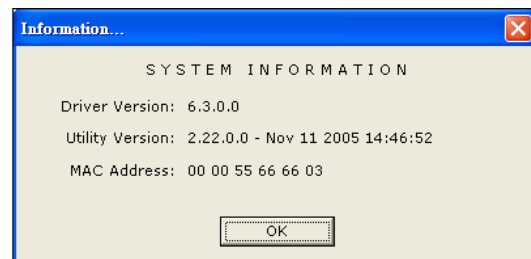 Information...
SYSTEM INFORMATION
Driver Version: 6.3.0.0
Utility Version: 2.22.0.0 - Nov 11 2005 14:46:52
MAC Address: 00 00 55 66 66 03
OK